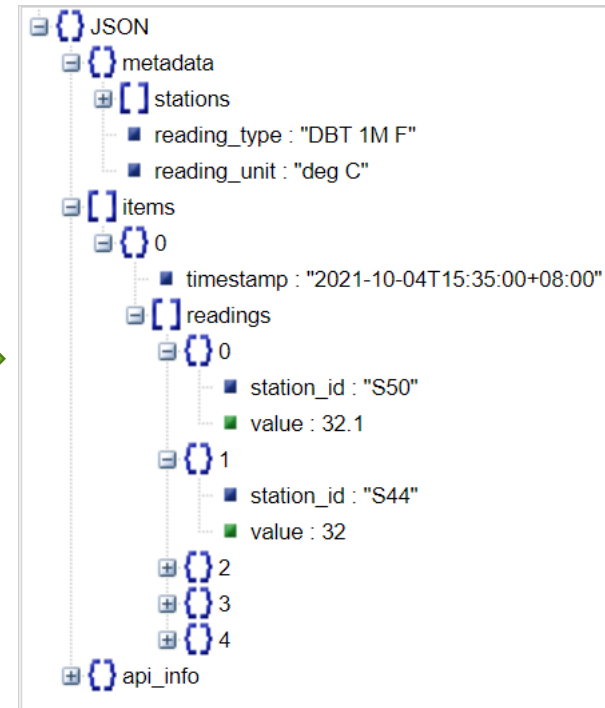 {} JSON
{} metadata
[] stations
reading_type : "DBT 1M F"
reading_unit : "deg C"
[] items
{} 0
timestamp : "2021-10-04T15:35:00+08:00"
[] readings
{} 0
station_id : "S50"
value : 32.1
{} 1
station_id : "S44"
value : 32
{} 2
{} 3
{} 4
{} api_info